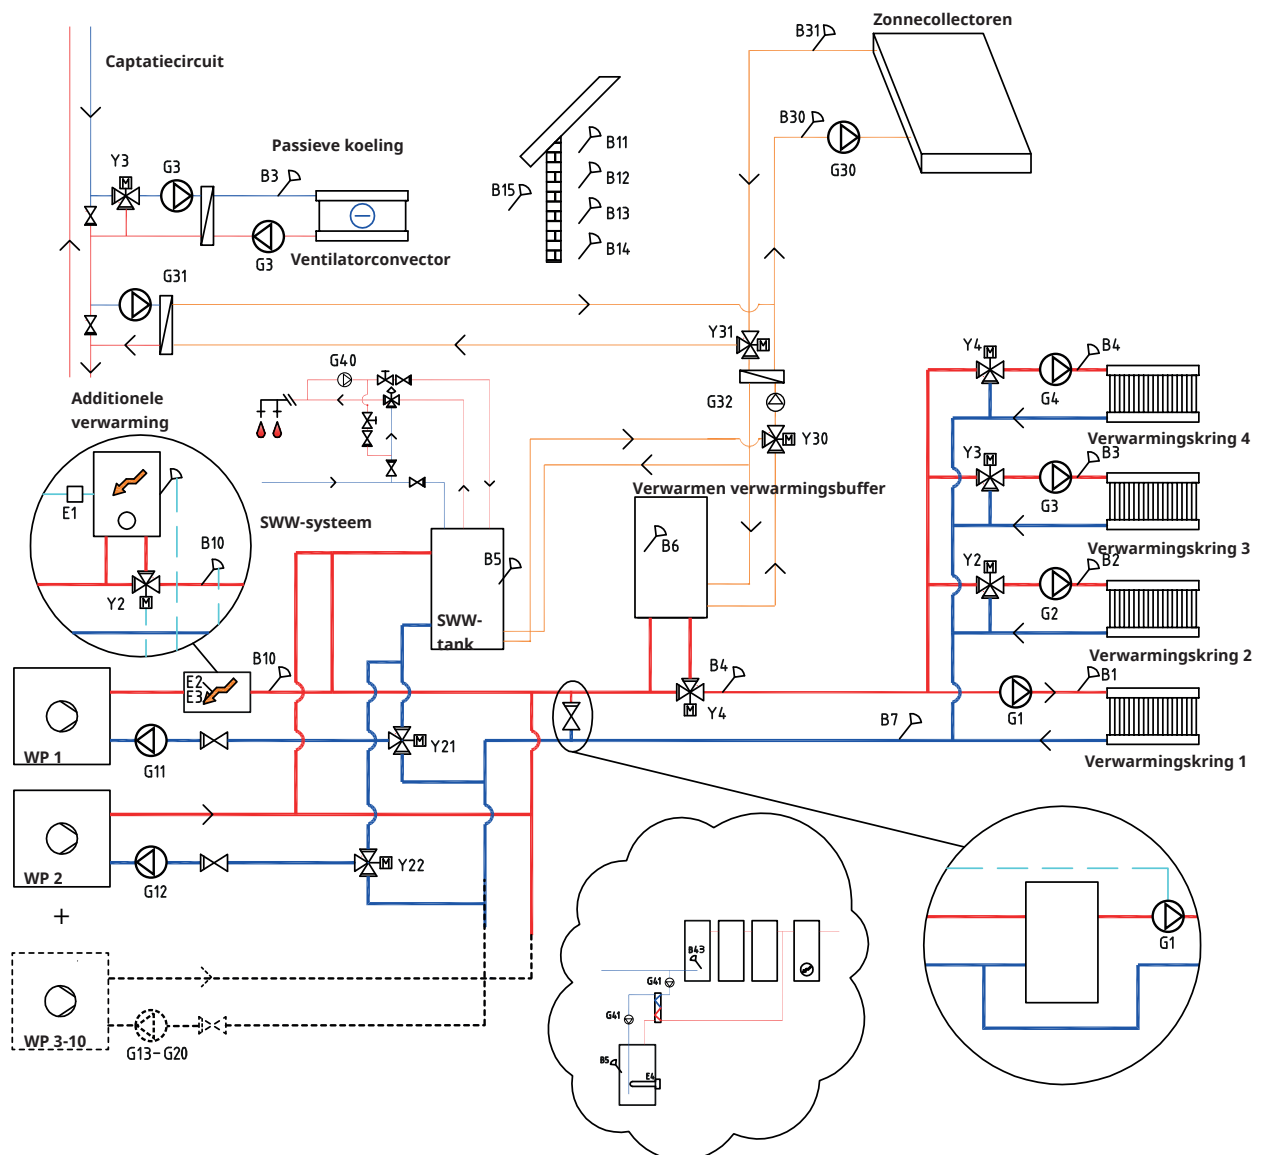 Zonnecollectoren
B31
Captatiecircuit
B30
G30
Passieve koeling
Y3
G3
B3
B11
B12
B15
B13
B14
G3
Ventilatorconvector
G31
Y31
Y4
B4
G40
G4
Additionele
verwarming
G32
Y30
Verwarmingskring 4
Y3
B3
G3
E1
Verwarmen verwarmingsbuffer
SWW-systeem
B10
B5
B6
Verwarmingskring 3
Y2
B2
G2
Y2
SWW-
tank
Verwarmingskring 2
B10
E2
E3
B4
Y4
B1
G1
B7
WP 1
G11
Y21
Verwarmingskring 1
WP 2
G12
Y22
+
B43
G1
G41
G41
WP 3-10
G13-G20
B5
E4
M
M
M
M
M
M
M
M
M
M